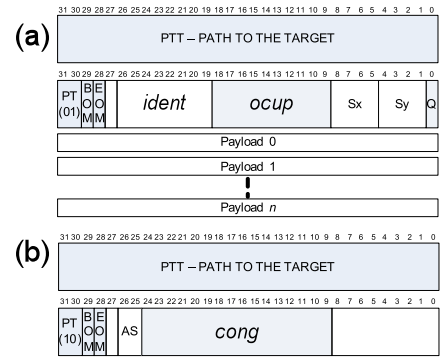 (a)
31 30 29 28 27 26 25 24 23 22 21 20 19 18 17 16 15 14 13 12 11 10 9 8 7 6 5 4 3 2 1 0
PTT – PATH TO THE TARGET
31 30 29 28 27 26 25 24 23 22 21 20 19 18 17 16 15 14 13 12 11 10 9 8 7 6 5 4 3 2 1 0
PT (01) BOM EOM ident ocup Sx Sy Q
Payload 0
Payload 1
Payload n
(b)
31 30 29 28 27 26 25 24 23 22 21 20 19 18 17 16 15 14 13 12 11 10 9 8 7 6 5 4 3 2 1 0
PTT – PATH TO THE TARGET
31 30 29 28 27 26 25 24 23 22 21 20 19 18 17 16 15 14 13 12 11 10 9 8 7 6 5 4 3 2 1 0
PT (10) BOM EOM AS cong